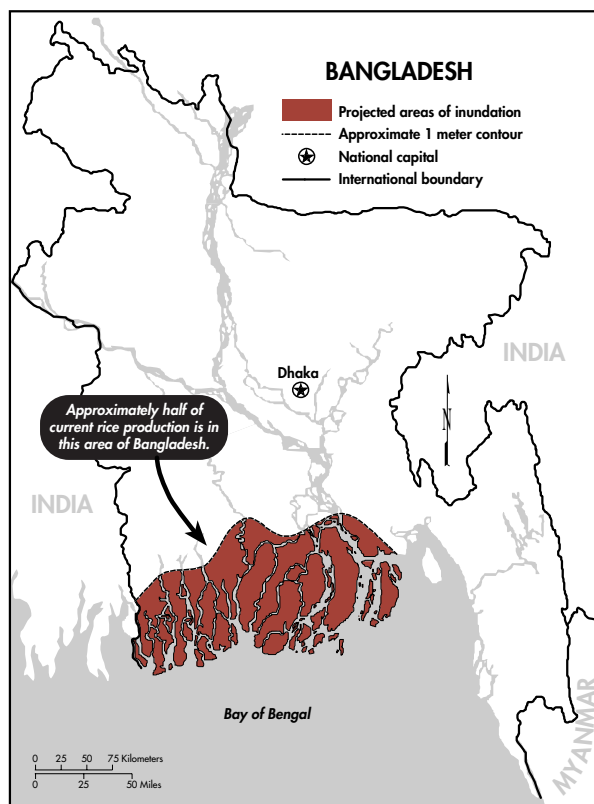 BANGLADESH
Projected areas of inundation
Approximate 1 meter contour
National capital
International boundary
INDIA
Dhaka
N
Approximately half of
current rice production is in
this area of Bangladesh.
INDIA
Bay of Bengal
MYANMAR
0 25 50 75 Kilometers
0 25 50 Miles